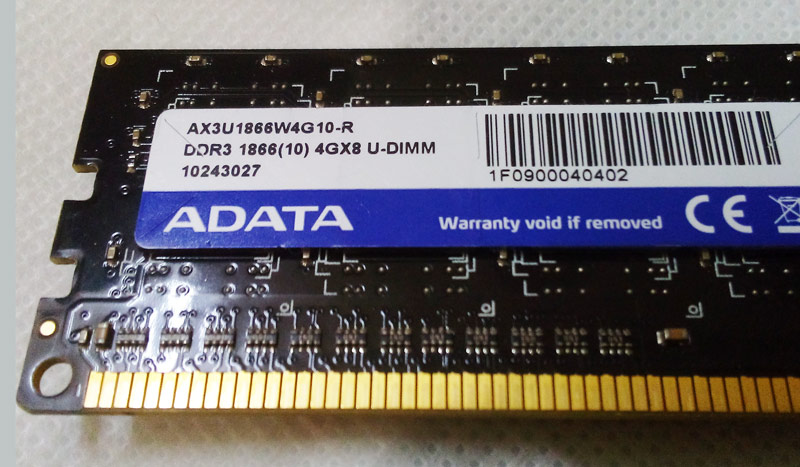 AX3U1866W4G10-R
DDR3 1866(10) 4GX8 U-DIMM
10243027
1F0900040402
ADATA
Warranty void if removed
CE